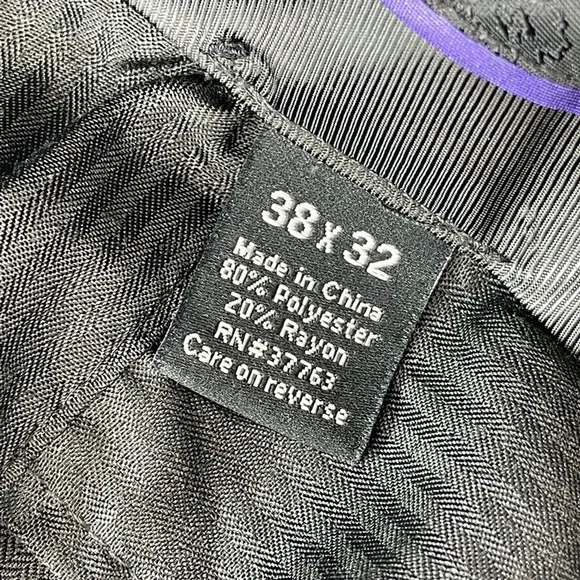 38 X 32
Made in China
80% Polyester
20% Rayon
RN#37763
Care on reverse